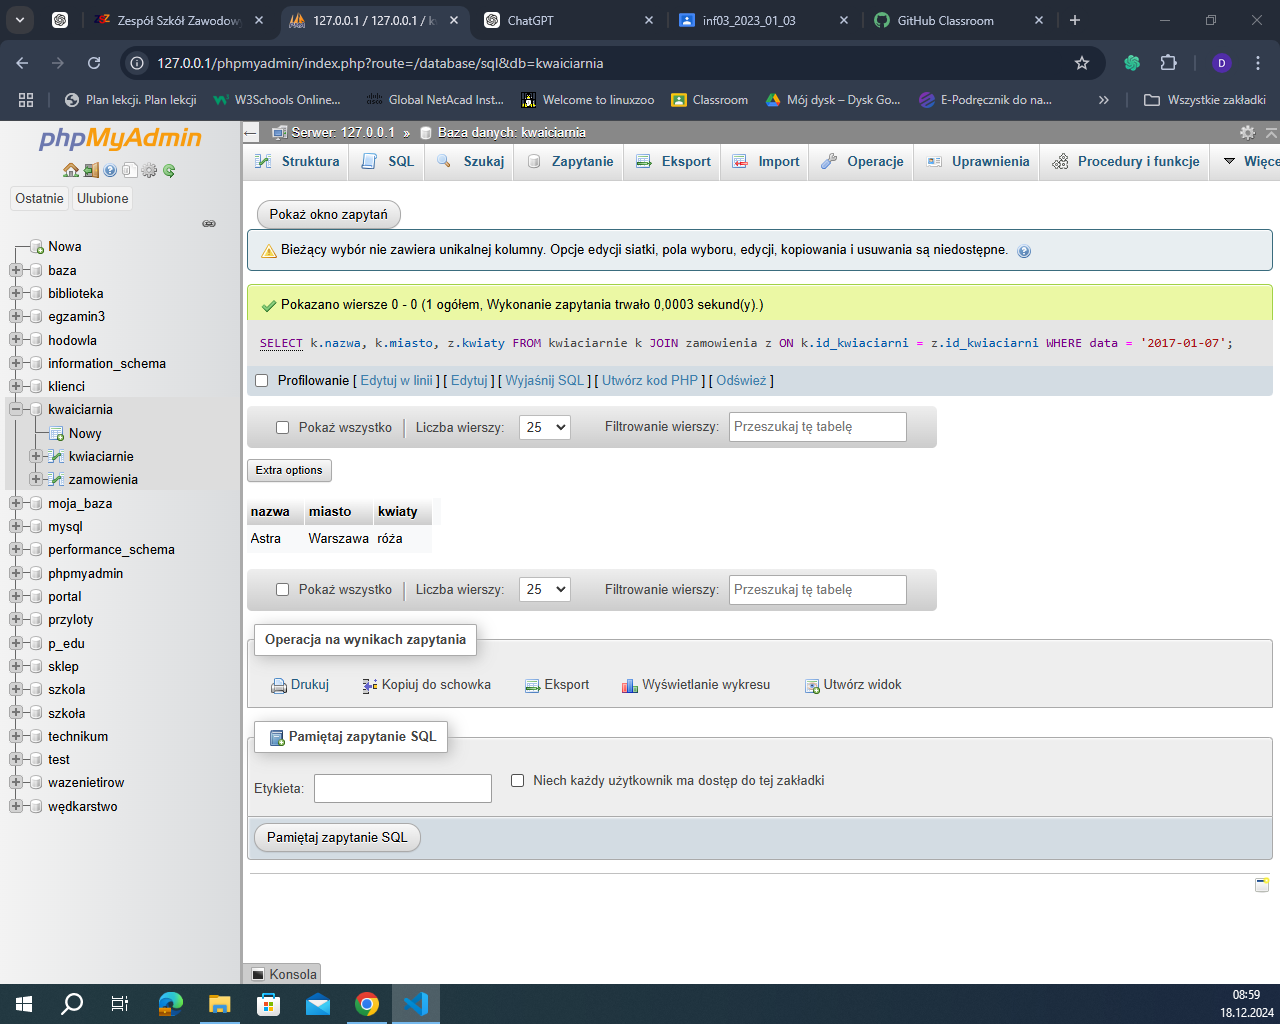 Zespół Szkół Zawodow
127.0.0.1 / 127.0.0.1 / kw
ChatGPT
inf03_2023_01_03
GitHub Classroom
127.0.0.1/phpmyadmin/index.php?route=/database/sql&db=kwaiciarnia
D
Plan lekcji. Plan lekcji
W3Schools Online...
Global NetAcad Inst...
Welcome to linuxzoo
Classroom
Mój dysk – Dysk Go...
E-Podręcznik do na...
»
Wszystkie zakładki
phpMyAdmin
Ostatnie
Ulubione
Nowa
baza
biblioteka
egzamin3
hodowla
information_schema
klienci
kwaiciarnia
Nowy
kwiaciarnie
zamowienia
moja_baza
mysql
performance_schema
phpmyadmin
portal
przyloty
p_edu
sklep
szkola
szkoła
technikum
test
wazenietirow
wędkarstwo
Serwer: 127.0.0.1 » Baza danych: kwaiciarnia
Struktura
SQL
Szukaj
Zapytanie
Eksport
Import
Operacje
Uprawnienia
Procedury i funkcje
Więce
Pokaż okno zapytań
Bieżący wybór nie zawiera unikalnej kolumny. Opcje edycji siatki, pola wyboru, edycji, kopiowania i usuwania są niedostępne.
Pokazano wiersze 0 - 0 (1 ogółem, Wykonanie zapytania trwało 0,0003 sekund(y).)
SELECT k.nazwa, k.miasto, z.kwiaty FROM kwiaciarnie k JOIN zamowienia z ON k.id_kwiaciarni = z.id_kwiaciarni WHERE data = '2017-01-07';
Profilowanie [ Edytuj w linii ] [ Edytuj ] [ Wyjaśnij SQL ] [ Utwórz kod PHP ] [ Odśwież ]
Pokaż wszystko
Liczba wierszy: 25
Filtrowanie wierszy: Przeszukaj tę tabelę
Extra options
nazwa miasto kwiaty
Astra Warszawa róża
Pokaż wszystko
Liczba wierszy: 25
Filtrowanie wierszy: Przeszukaj tę tabelę
Operacja na wynikach zapytania
Drukuj
Kopiuj do schowka
Eksport
Wyświetlanie wykresu
Utwórz widok
Pamiętaj zapytanie SQL
Etykieta:
Niech każdy użytkownik ma dostęp do tej zakładki
Pamiętaj zapytanie SQL
Konsola
08:59
18.12.2024